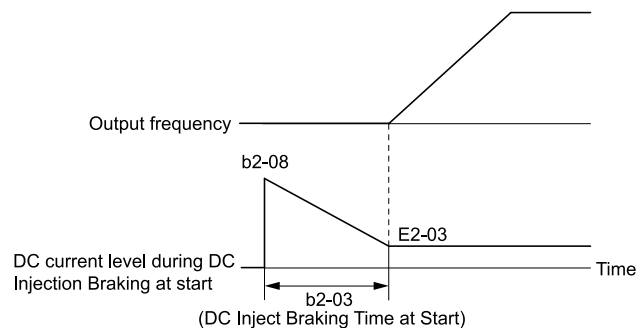 Output frequency
b2-08
E2-03
DC current level during DC
Injection Braking at start
Time
b2-03
(DC Inject Braking Time at Start)